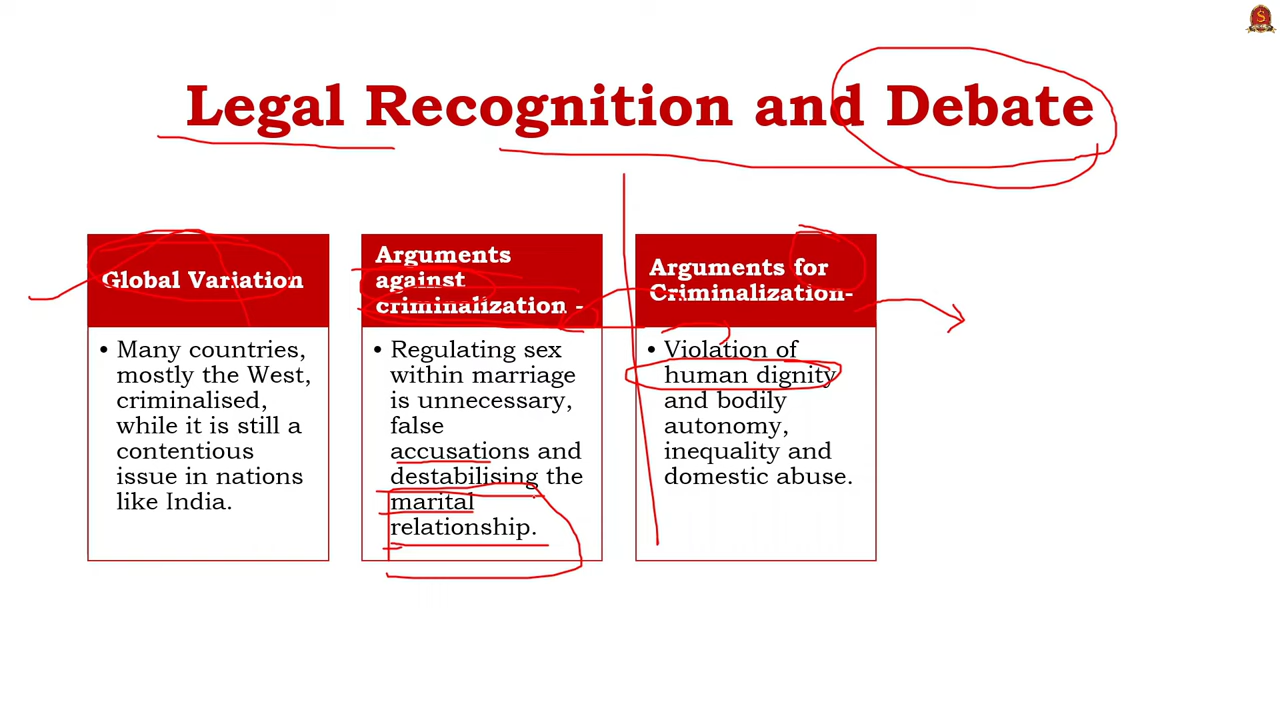 Legal Recognition and Debate
Global Variation
• Many countries,
mostly the West,
criminalised,
while it is still a
contentious
issue in nations
like India.
Arguments
against
criminalization -
• Regulating sex
within marriage
is unnecessary,
false
accusations and
destabilising the
marital
relationship.
Arguments for
Criminalization-
• Violation of
human dignity
and bodily
autonomy,
inequality and
domestic abuse.